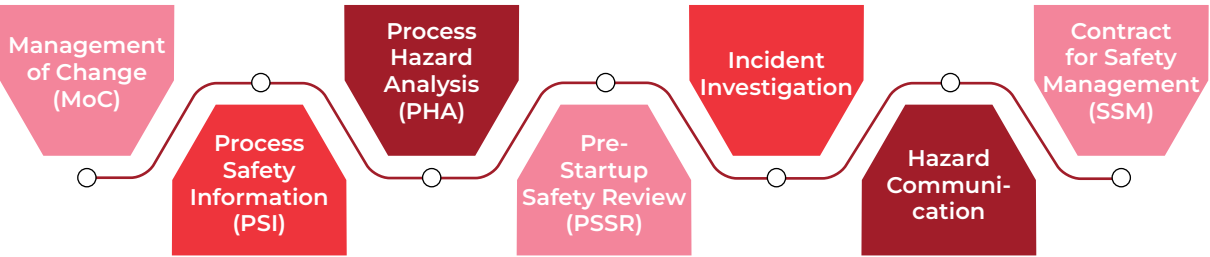 Management
of Change
(MoC)
Process
Safety
Information
(PSI)
Process
Hazard
Analysis
(PHA)
Pre-
Startup
Safety Review
(PSSR)
Incident
Investigation
Hazard
Communi-
cation
Contract
for Safety
Management
(SSM)